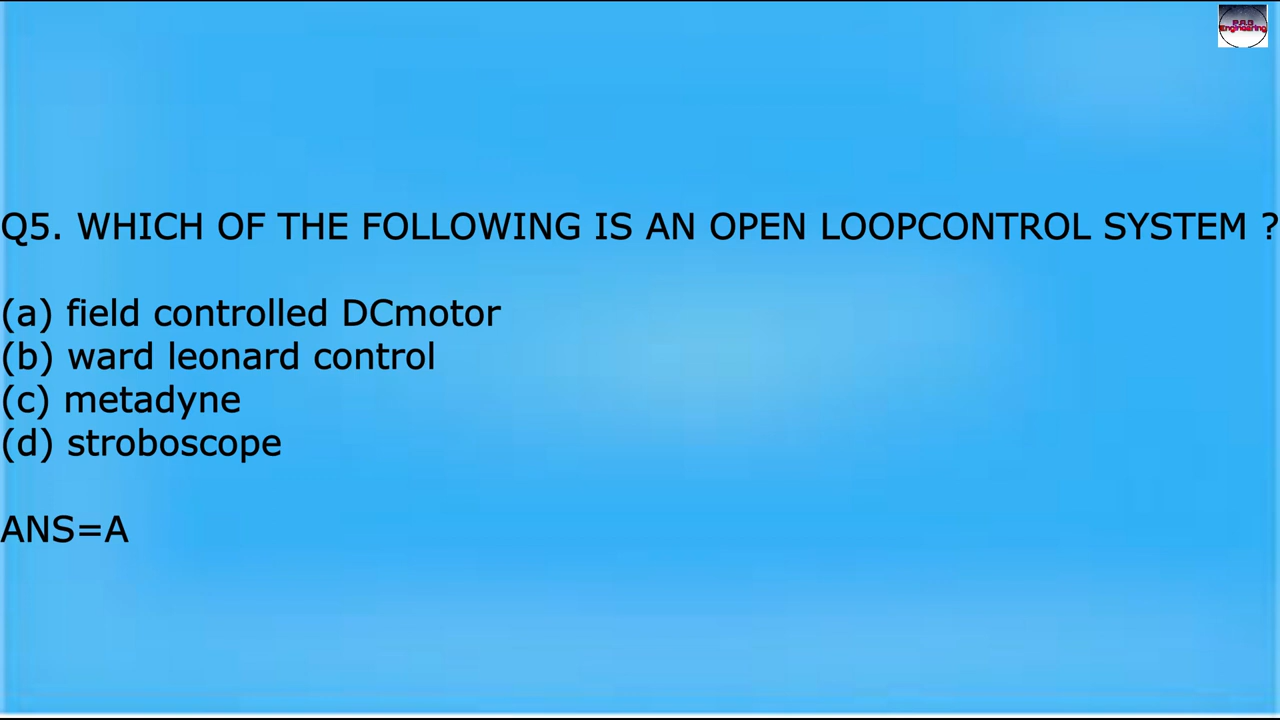 P.A.G
Engineering
Q5. WHICH OF THE FOLLOWING IS AN OPEN LOOPCONTROL SYSTEM ?
(a) field controlled DCmotor
(b) ward leonard control
(c) metadyne
(d) stroboscope
ANS=A